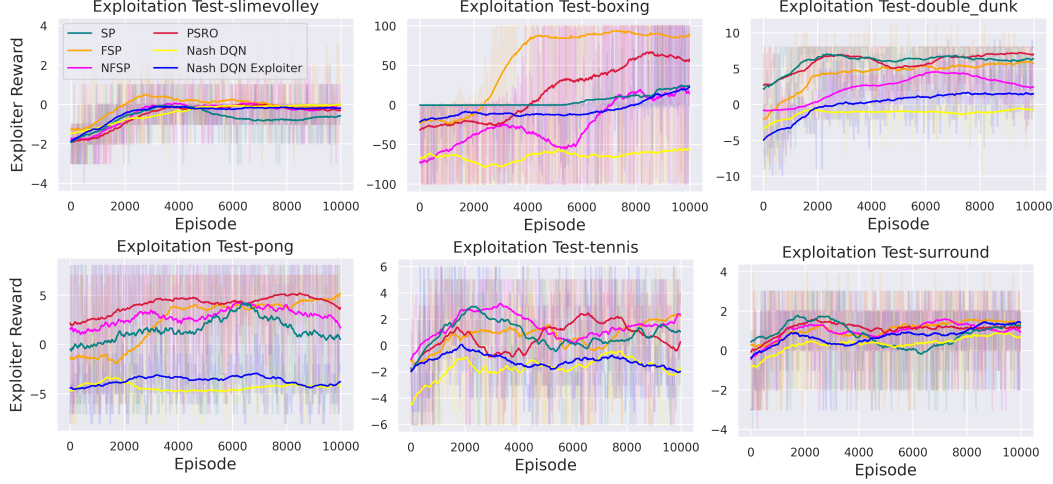 Exploitation Test-slimevolley
Exploiter Reward
4
2
0
−2
−4
SP
FSP
NFSP
PSRO
Nash DQN
Nash DQN Exploiter
0 2000 4000 6000 8000 10000
Episode
Exploitation Test-boxing
100
50
0
−50
−100
0 2000 4000 6000 8000 10000
Episode
Exploitation Test-double_dunk
10
5
0
−5
−10
0 2000 4000 6000 8000 10000
Episode
Exploitation Test-pong
Exploiter Reward
5
0
−5
0 2000 4000 6000 8000 10000
Episode
Exploitation Test-tennis
6
4
2
0
−2
−4
−6
0 2000 4000 6000 8000 10000
Episode
Exploitation Test-surround
4
2
0
−2
−4
0 2000 4000 6000 8000 10000
Episode